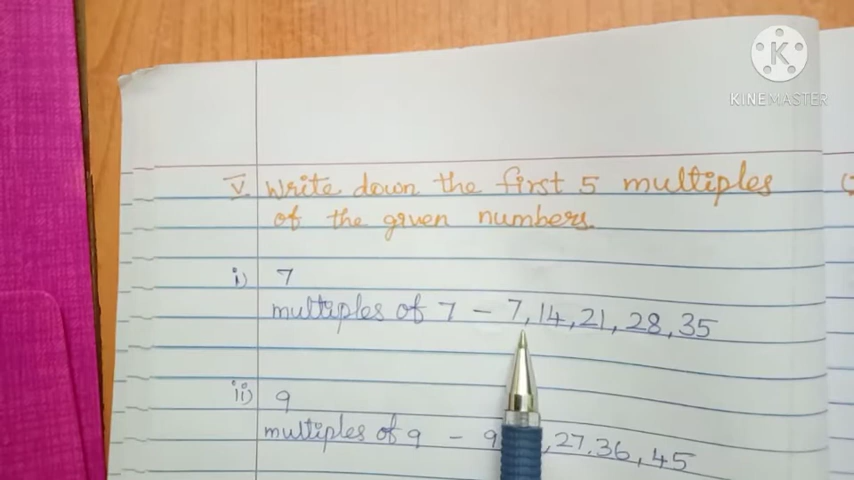 K
KINEMASTER
V Write down the first 5 multiples
of the given numbers.
i) 7
multiples of 7 - 7, 14, 21, 28, 35
ii) 9
multiples of 9 - 9 , 27, 36, 45